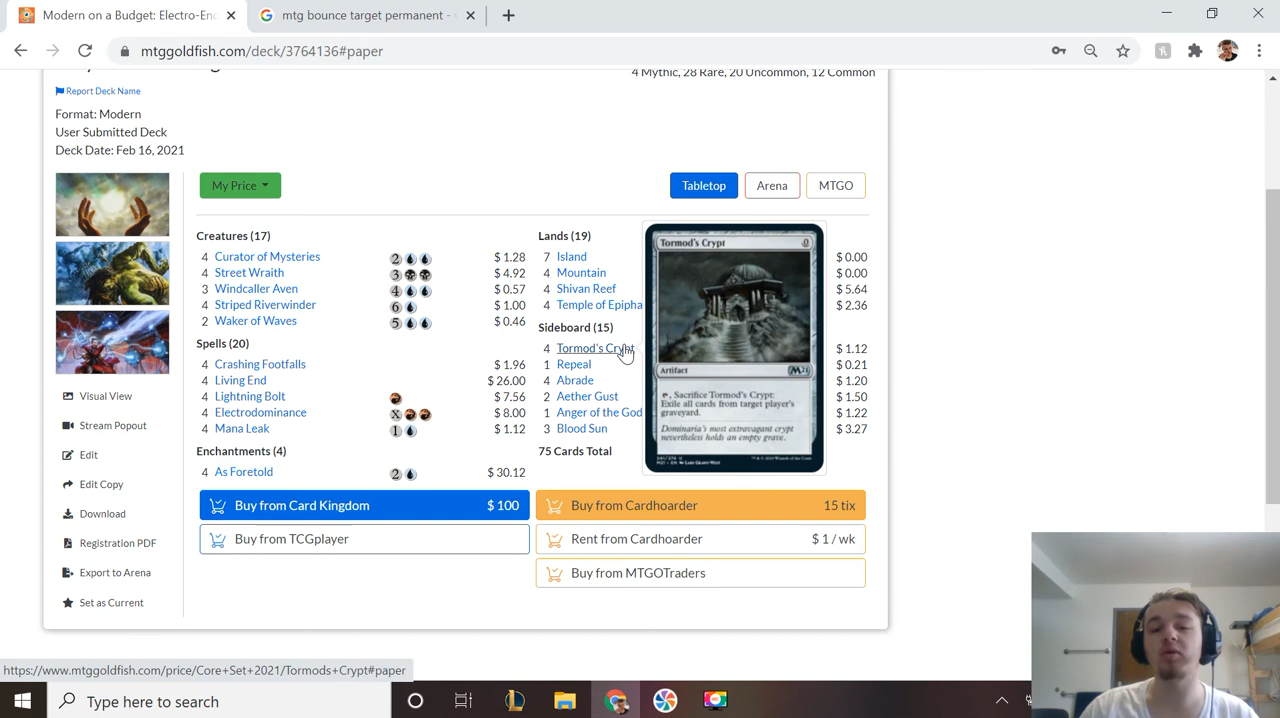 Modern on a Budget: Electro-End
mtg bounce target permanent -
mtggoldfish.com/deck/3764136#paper
4 Mythic, 28 Rare, 20 Uncommon, 12 Common
Report Deck Name
Format: Modern
User Submitted Deck
Deck Date: Feb 16, 2021
My Price
Tabletop
Arena
MTGO
Creatures (17)
4 Curator of Mysteries 2 $ 1.28
4 Street Wraith 3 $ 4.92
3 Windcaller Aven 4 $ 0.57
4 Striped Riverwinder 6 $ 1.00
2 Waker of Waves 5 $ 0.46
Spells (20)
4 Crashing Footfalls $ 1.96
4 Living End $ 26.00
4 Lightning Bolt $ 7.56
4 Electrodominance X $ 8.00
4 Mana Leak 1 $ 1.12
Enchantments (4)
4 As Foretold 2 $ 30.12
Lands (19)
7 Island $ 0.00
4 Mountain $ 0.00
4 Shivan Reef $ 5.64
4 Temple of Epipha $ 2.36
Sideboard (15)
4 Tormod's Crypt $ 1.12
1 Repeal $ 0.21
4 Abrade $ 1.20
2 Aether Gust $ 1.50
1 Anger of the God $ 1.22
3 Blood Sun $ 3.27
75 Cards Total
Tormod's Crypt 0
Artifact M21
, Sacrifice Tormod's Crypt:
Exile all cards from target player's
graveyard.
Dominaria's most extravagant crypt
nevertheless holds an empty grave.
Visual View
Stream Popout
Edit
Edit Copy
Download
Registration PDF
Export to Arena
Set as Current
Buy from Card Kingdom $ 100
Buy from TCGplayer
Buy from Cardhoarder 15 tix
Rent from Cardhoarder $ 1 / wk
Buy from MTGOTraders
https://www.mtggoldfish.com/price/Core+Set+2021/Tormods+Crypt#paper
Type here to search